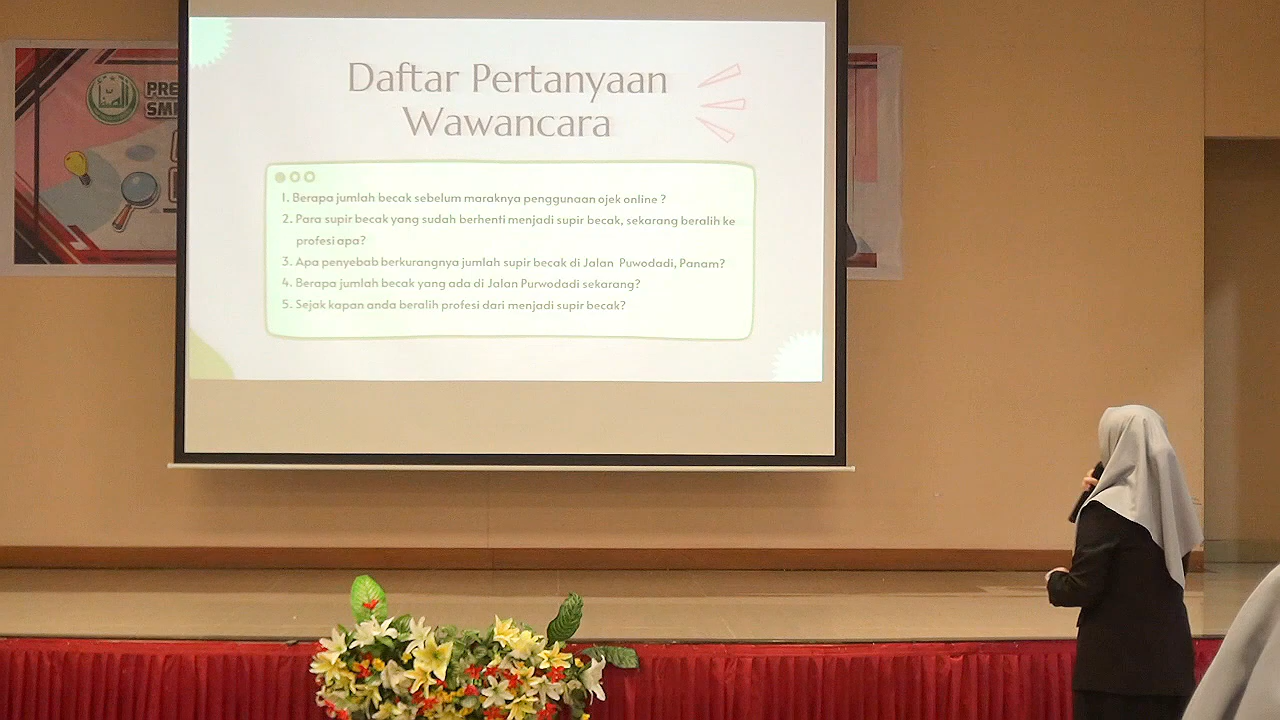 Daftar Pertanyaan
Wawancara
1. Berapa jumlah becak sebelum maraknya penggunaan ojek online ?
2. Para supir becak yang sudah berhenti menjadi supir becak, sekarang beralih ke
profesi apa?
3. Apa penyebab berkurangnya jumlah supir becak di Jalan Puwodadi, Panam?
4. Berapa jumlah becak yang ada di Jalan Purwodadi sekarang?
5. Sejak kapan anda beralih profesi dari menjadi supir becak?